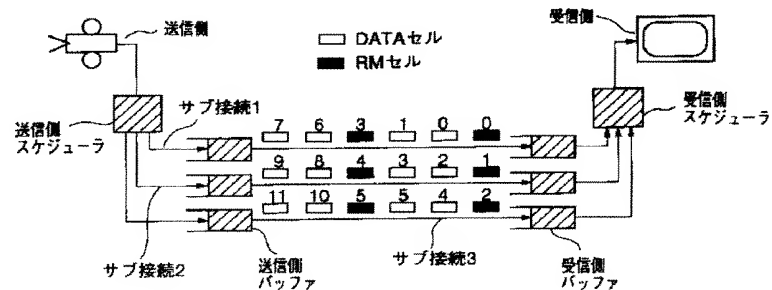 送信側
受信側
DATAセル
RMセル
送信側
スケジューラ
サブ接続1
受信側
スケジューラ
7 6 3 1 0 0
9 8 4 3 2 1
11 10 5 5 4 2
サブ接続2
送信側
バッファ
サブ接続3
受信側
バッファ